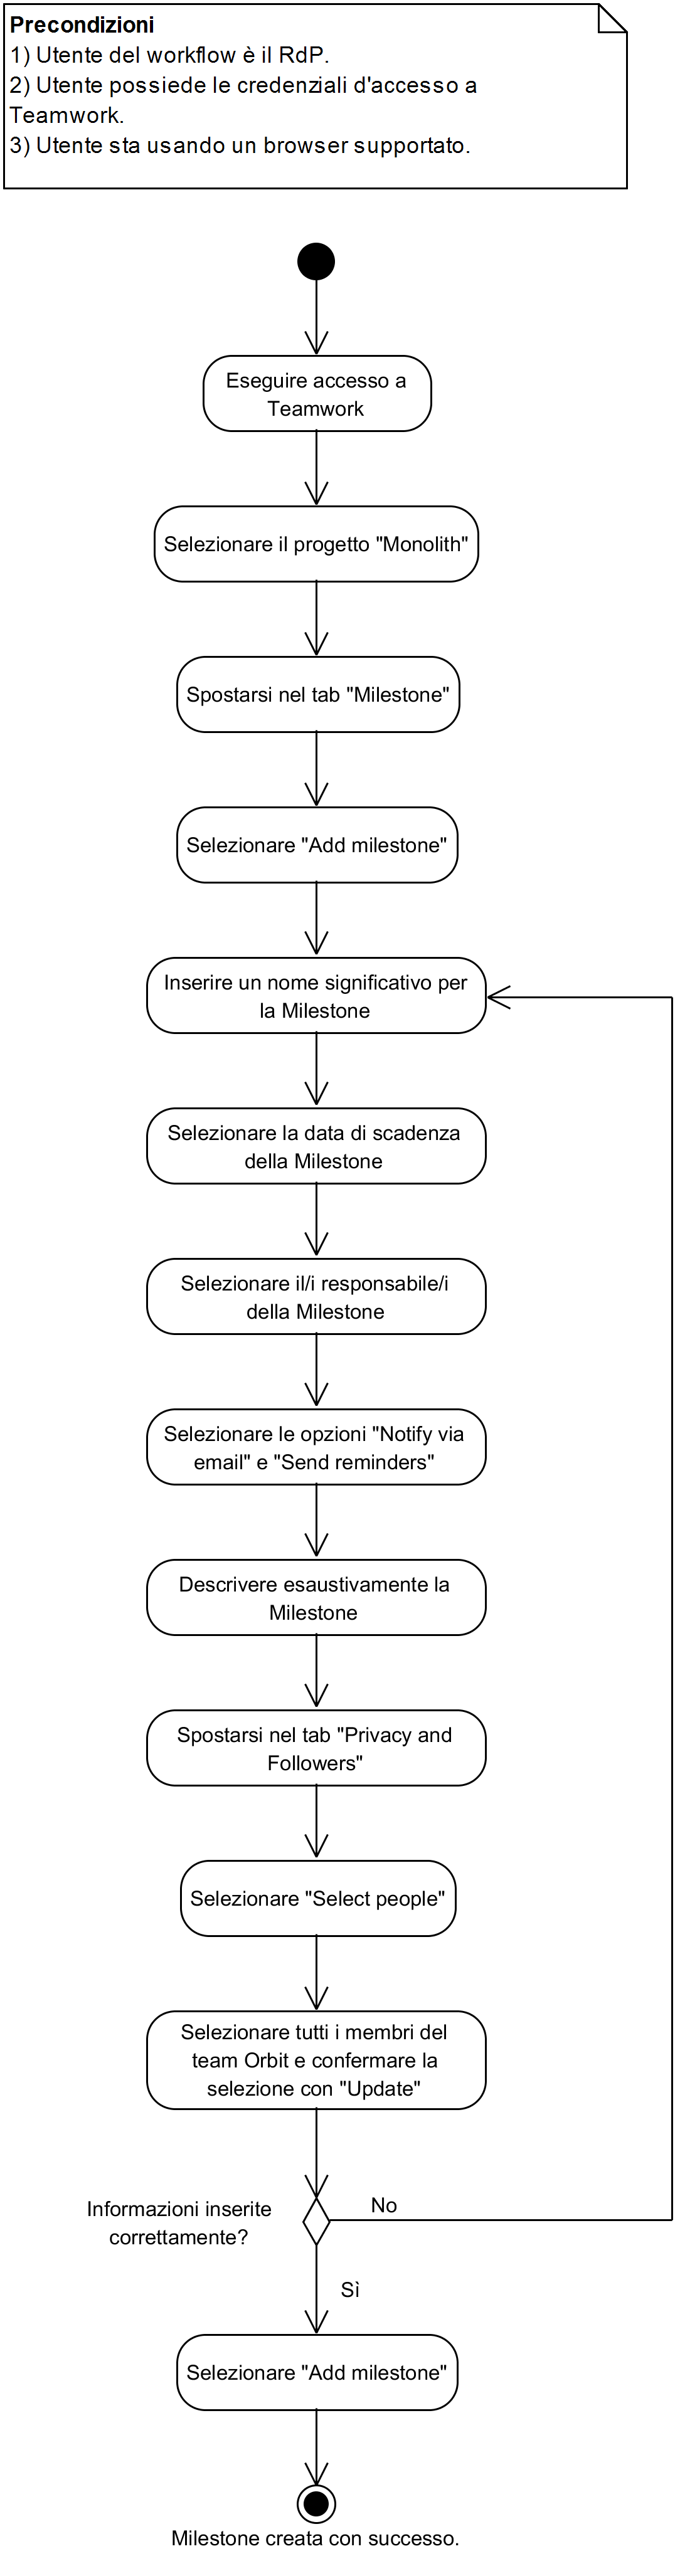 Precondizioni
1) Utente del workflow è il RdP.
2) Utente possiede le credenziali d'accesso a
Teamwork.
3) Utente sta usando un browser supportato.
Eseguire accesso a
Teamwork
Selezionare il progetto "Monolith"
Spostarsi nel tab "Milestone"
Selezionare "Add milestone"
Inserire un nome significativo per
la Milestone
Selezionare la data di scadenza
della Milestone
Selezionare il/i responsabile/i
della Milestone
Selezionare le opzioni "Notify via
email" e "Send reminders"
Descrivere esaustivamente la
Milestone
Spostarsi nel tab "Privacy and
Followers"
Selezionare "Select people"
Selezionare tutti i membri del
team Orbit e confermare la
selezione con "Update"
Informazioni inserite
correttamente?
No
Sì
Selezionare "Add milestone"
Milestone creata con successo.